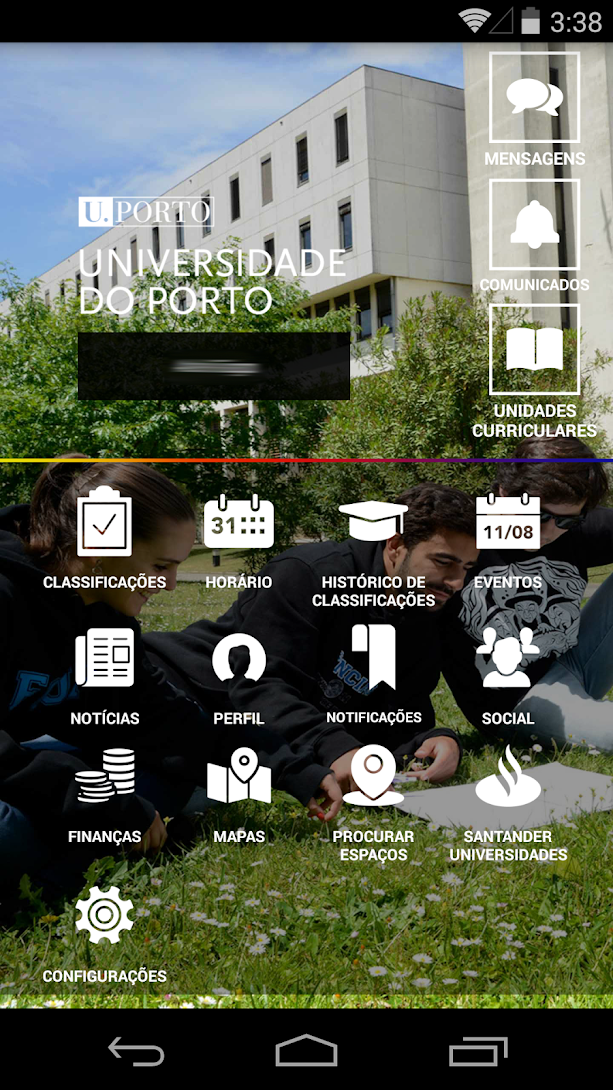 3:38
MENSAGENS
U.PORTO
COMUNICADOS
UNIVERSIDADE
DO PORTO
UNIDADES
CURRICULARES
31
11/08
CLASSIFICAÇÕES
HORÁRIO
HISTÓRICO DE
CLASSIFICAÇÕES
EVENTOS
NOTÍCIAS
PERFIL
NOTIFICAÇÕES
SOCIAL
FINANÇAS
MAPAS
PROCURAR
ESPAÇOS
SANTANDER
UNIVERSIDADES
CONFIGURAÇÕES